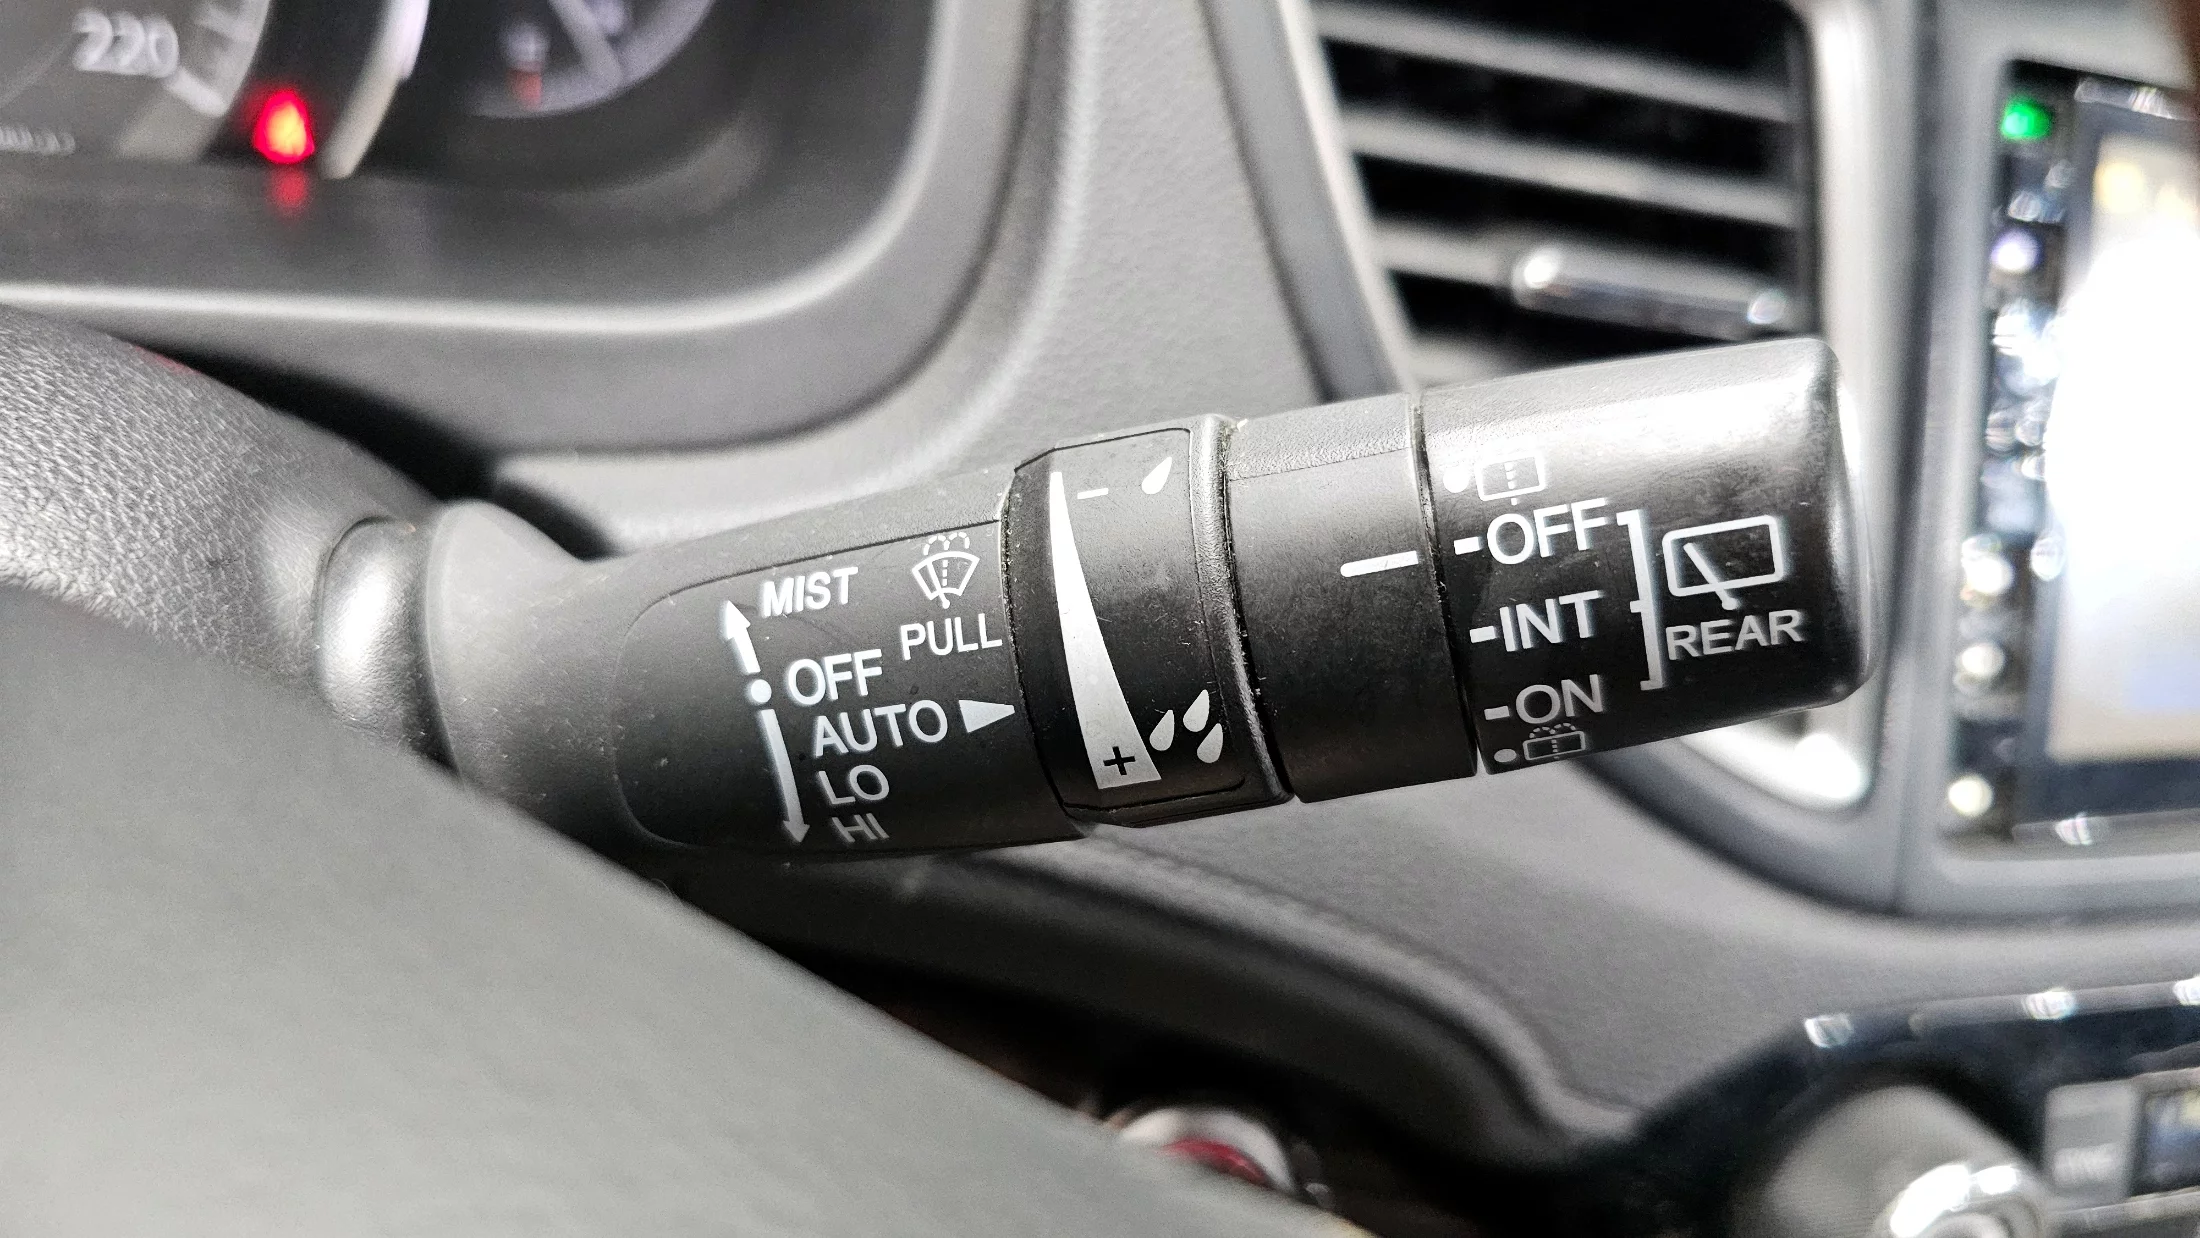 220
MIST
PULL
OFF
AUTO
LO
HI
-
+
OFF
INT
ON
REAR